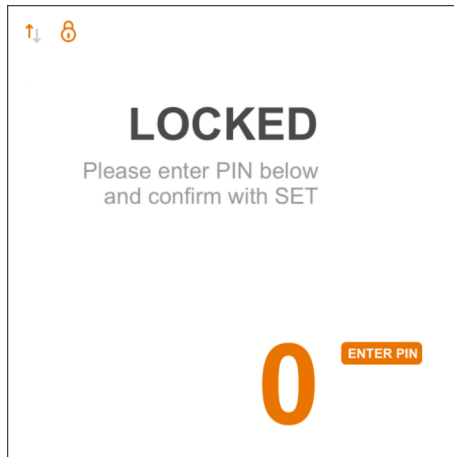 LOCKED
Please enter PIN below
and confirm with SET
0
ENTER PIN